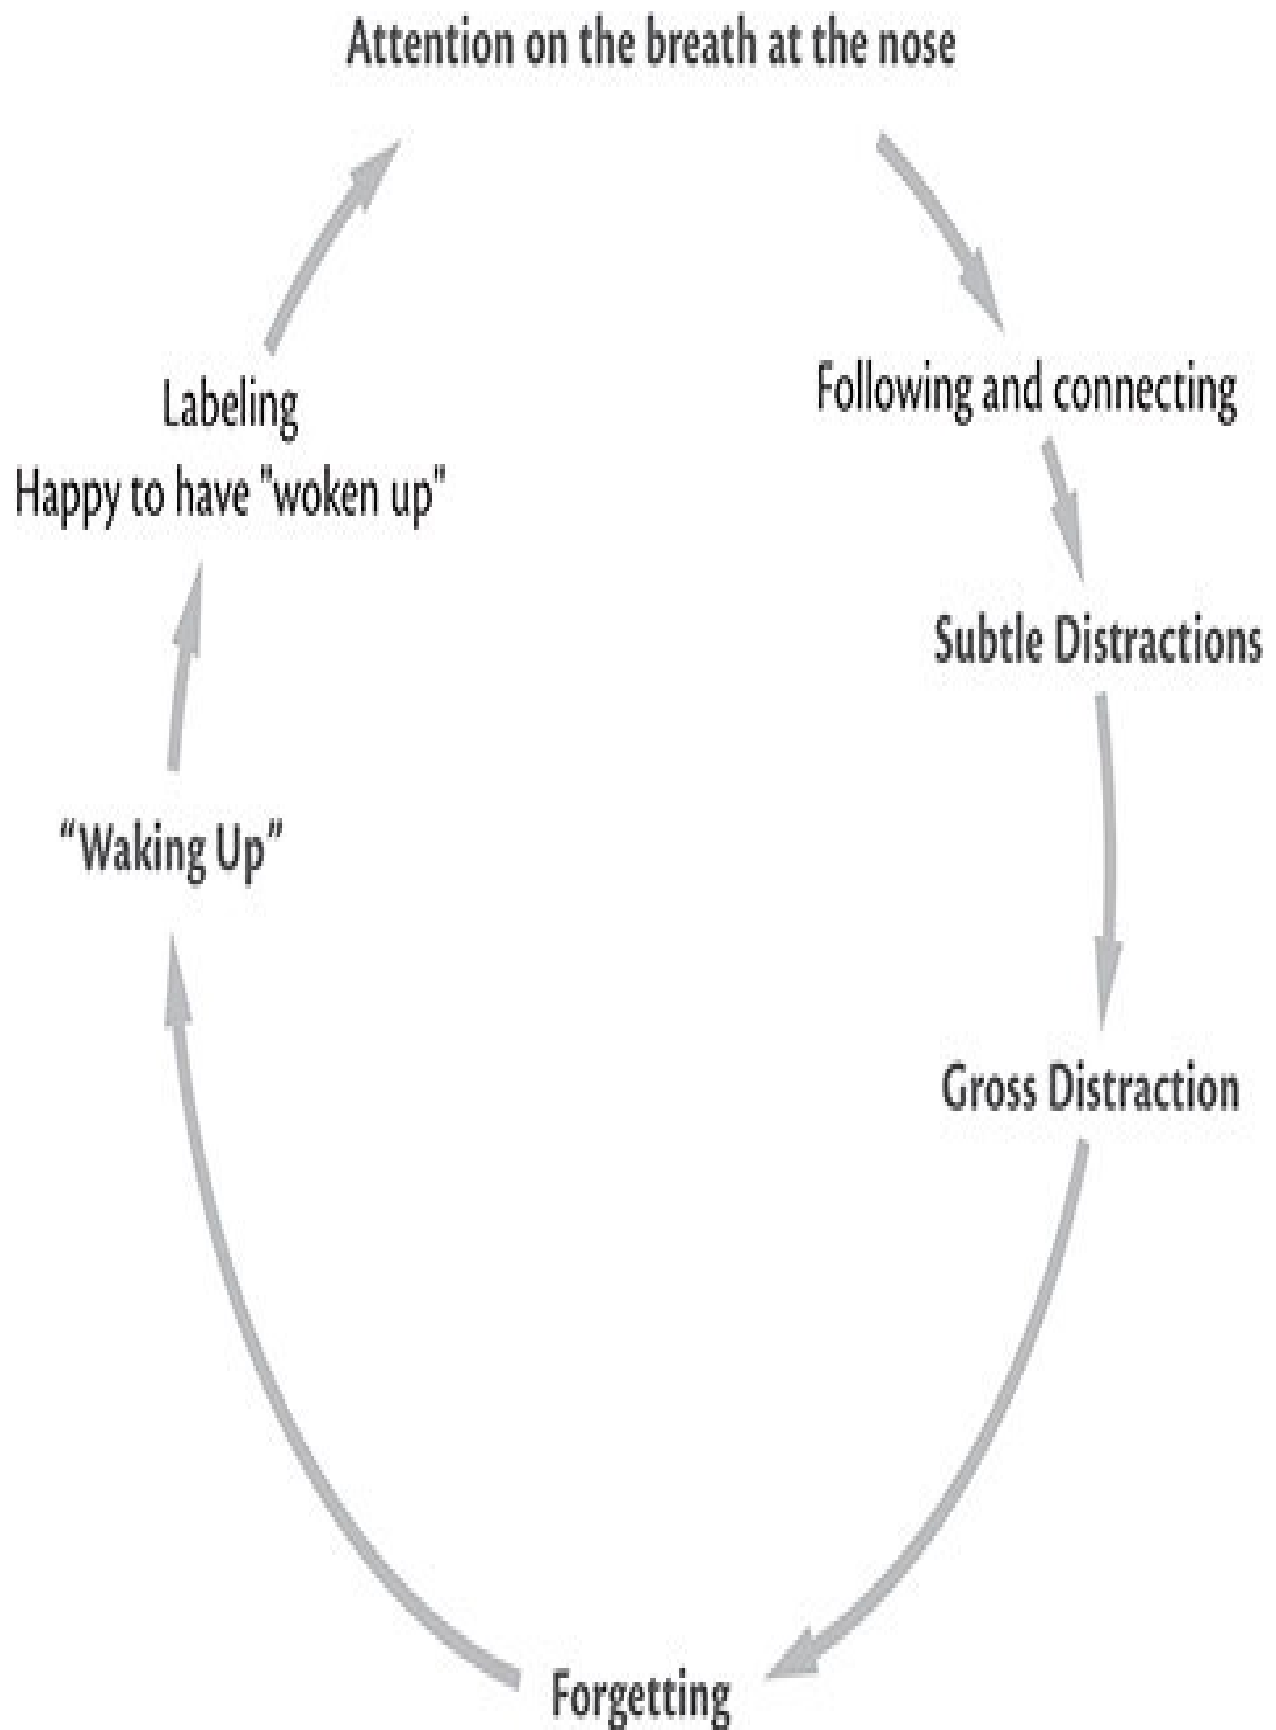 Attention on the breath at the nose
Following and connecting
Subtle Distractions
Gross Distraction
Forgetting
“Waking Up”
Labeling
Happy to have "woken up"